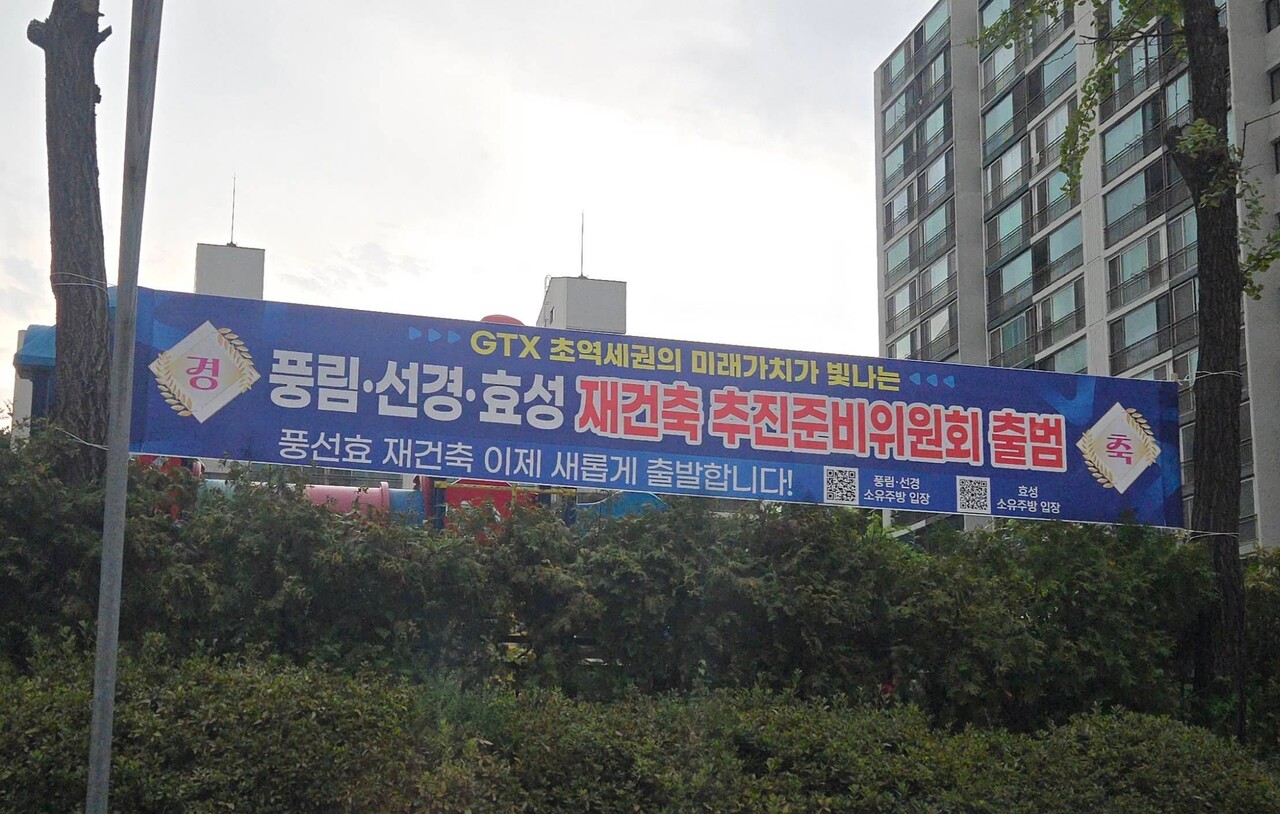 경
GTX 초역세권의 미래가치가 빛나는
풍림·선경·효성 재건축 추진준비위원회 출범
풍선효 재건축 이제 새롭게 출발합니다!
풍림·선경
소유주방 입장
효성
소유주방 입장
축